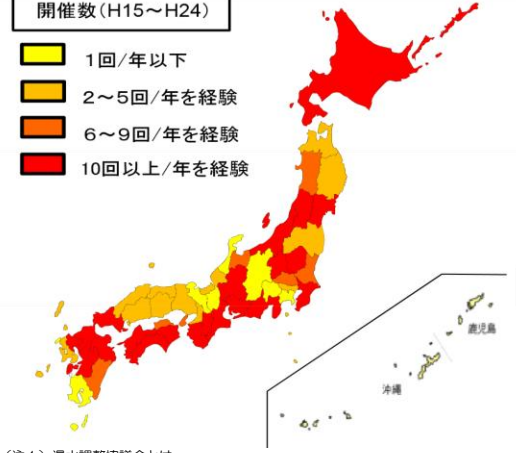 開催数(H15～H24)
1回/年以下
2～5回/年を経験
6～9回/年を経験
10回以上/年を経験
鹿児島
沖縄